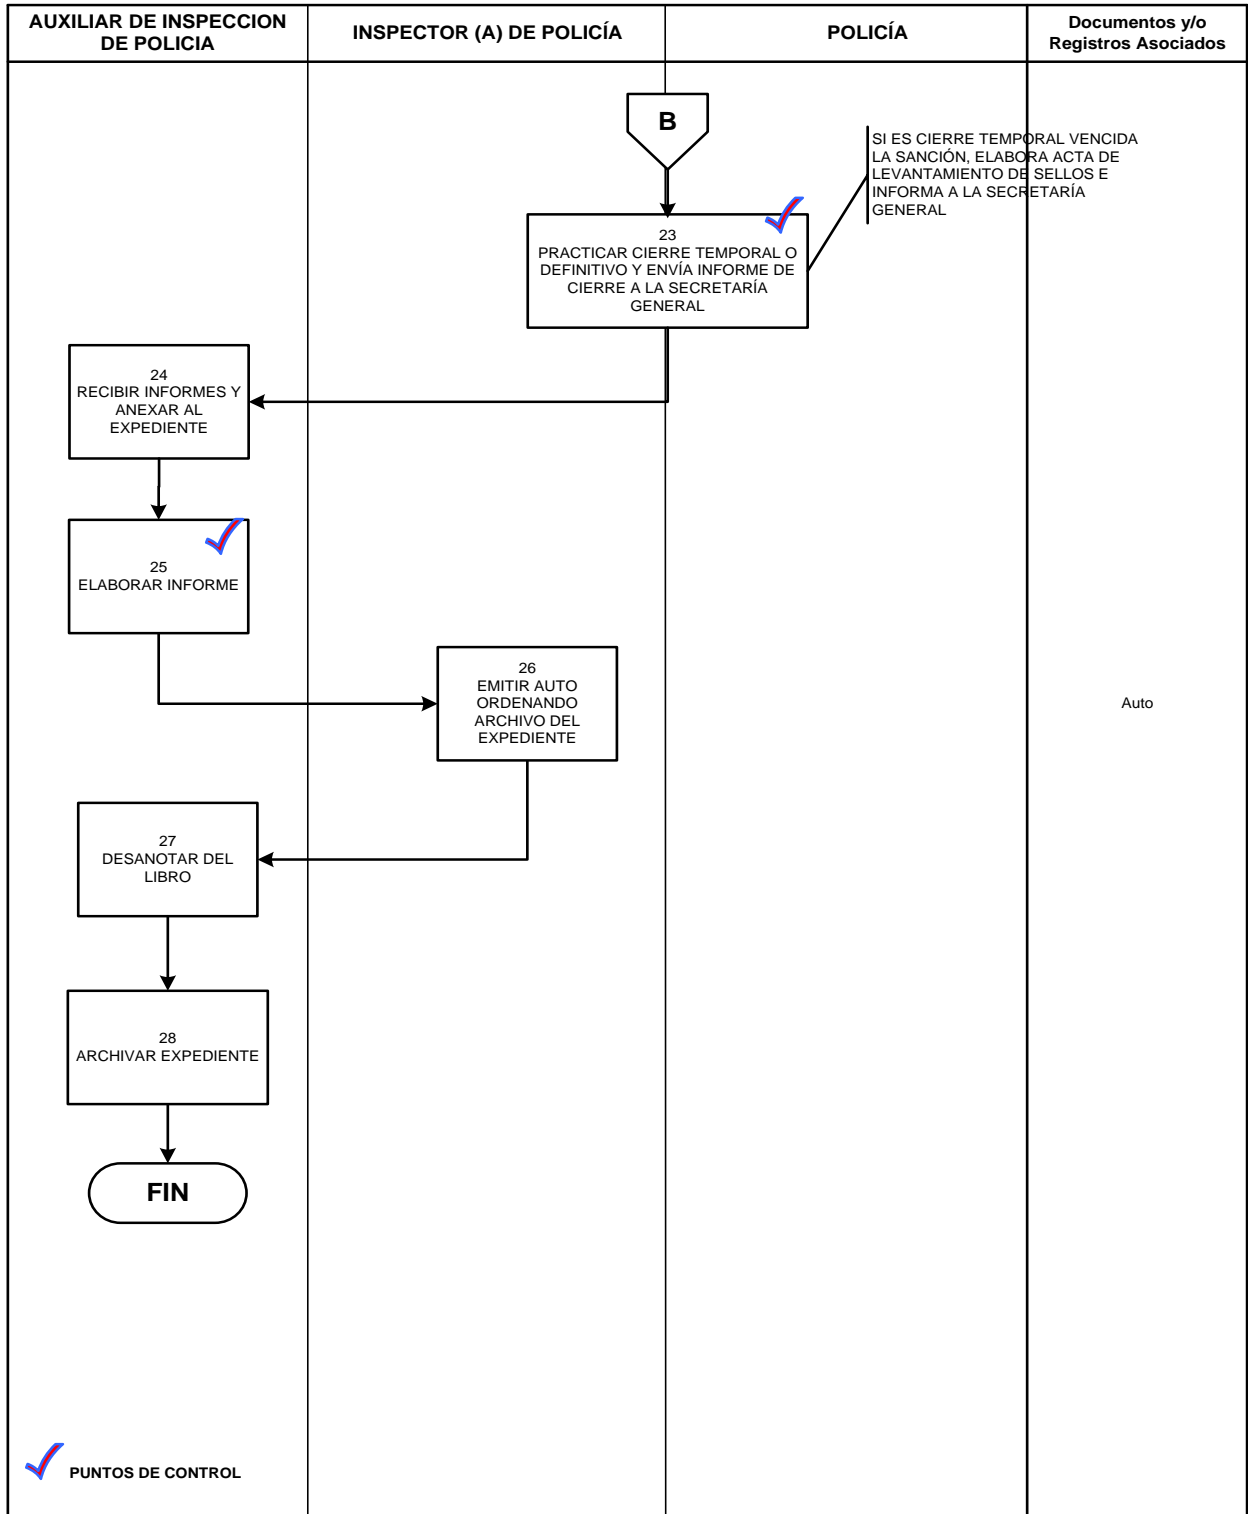 AUXILIAR DE INSPECCION
DE POLICIA
INSPECTOR (A) DE POLICÍA
POLICÍA
Documentos y/o
Registros Asociados
B
SI ES CIERRE TEMPORAL VENCIDA
LA SANCIÓN, ELABORA ACTA DE
LEVANTAMIENTO DE SELLOS E
INFORMA A LA SECRETARÍA
GENERAL
23
PRACTICAR CIERRE TEMPORAL O
DEFINITIVO Y ENVÍA INFORME DE
CIERRE A LA SECRETARÍA
GENERAL
24
RECIBIR INFORMES Y
ANEXAR AL
EXPEDIENTE
25
ELABORAR INFORME
26
EMITIR AUTO
ORDENANDO
ARCHIVO DEL
EXPEDIENTE
Auto
27
DESANOTAR DEL
LIBRO
28
ARCHIVAR EXPEDIENTE
FIN
PUNTOS DE CONTROL